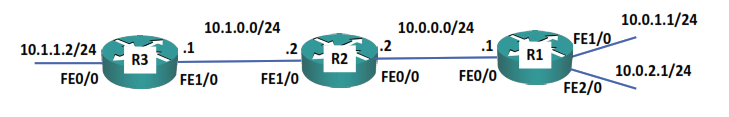 10.0.1.1/24
10.1.0.0/24
10.0.0.0/24
FE1/0
10.1.1.2/24
.1
.2
.2
.1
R3
R2
R1
10.0.2.1/24
FE0/0
FE1/0
FE1/0
FE0/0
FE0/0
FE2/0